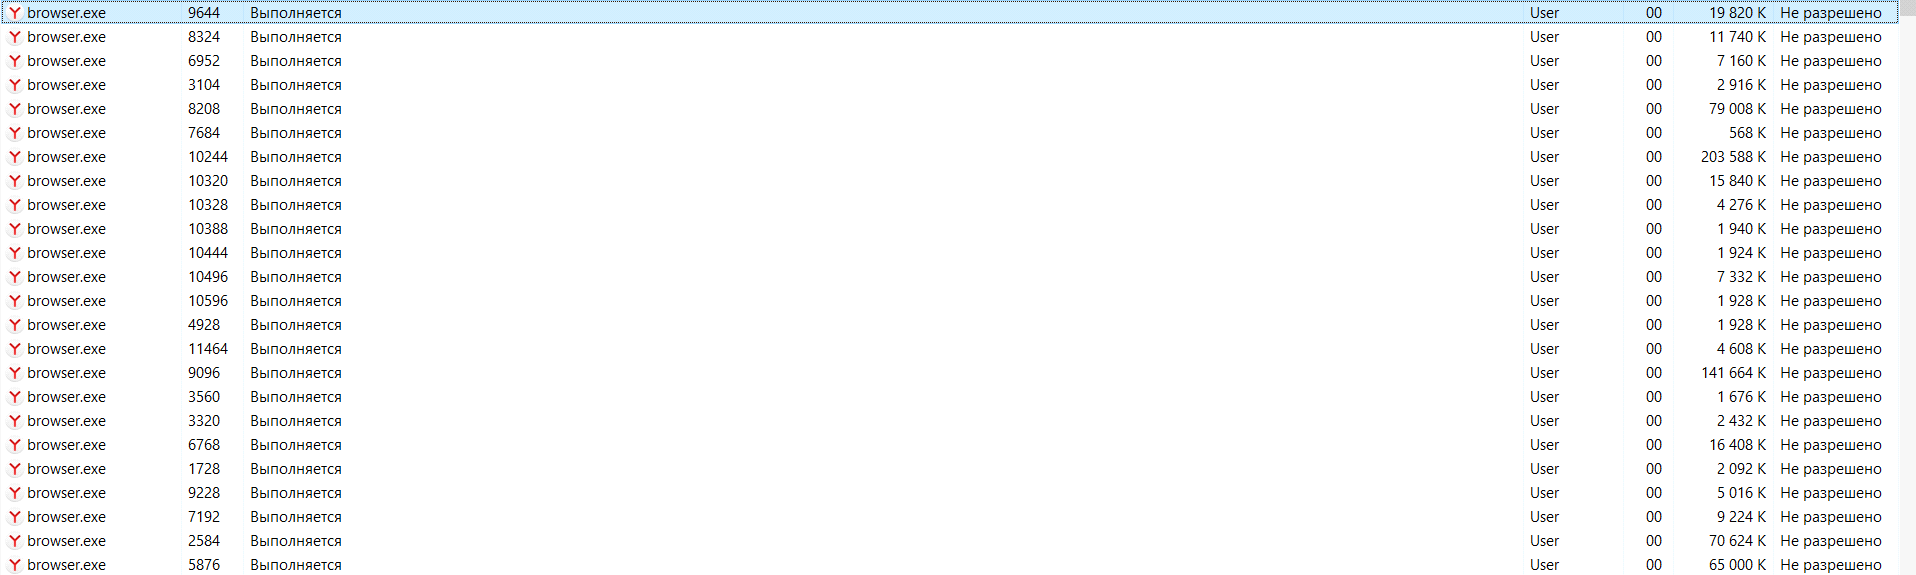 browser.exe 9644 Выполняется User 00 19 820 K Не разрешено
browser.exe 8324 Выполняется User 00 11 740 K Не разрешено
browser.exe 6952 Выполняется User 00 7 160 K Не разрешено
browser.exe 3104 Выполняется User 00 2 916 K Не разрешено
browser.exe 8208 Выполняется User 00 79 008 K Не разрешено
browser.exe 7684 Выполняется User 00 568 K Не разрешено
browser.exe 10244 Выполняется User 00 203 588 K Не разрешено
browser.exe 10320 Выполняется User 00 15 840 K Не разрешено
browser.exe 10328 Выполняется User 00 4 276 K Не разрешено
browser.exe 10388 Выполняется User 00 1 940 K Не разрешено
browser.exe 10444 Выполняется User 00 1 924 K Не разрешено
browser.exe 10496 Выполняется User 00 7 332 K Не разрешено
browser.exe 10596 Выполняется User 00 1 928 K Не разрешено
browser.exe 4928 Выполняется User 00 1 928 K Не разрешено
browser.exe 11464 Выполняется User 00 4 608 K Не разрешено
browser.exe 9096 Выполняется User 00 141 664 K Не разрешено
browser.exe 3560 Выполняется User 00 1 676 K Не разрешено
browser.exe 3320 Выполняется User 00 2 432 K Не разрешено
browser.exe 6768 Выполняется User 00 16 408 K Не разрешено
browser.exe 1728 Выполняется User 00 2 092 K Не разрешено
browser.exe 9228 Выполняется User 00 5 016 K Не разрешено
browser.exe 7192 Выполняется User 00 9 224 K Не разрешено
browser.exe 2584 Выполняется User 00 70 624 K Не разрешено
browser.exe 5876 Выполняется User 00 65 000 K Не разрешено